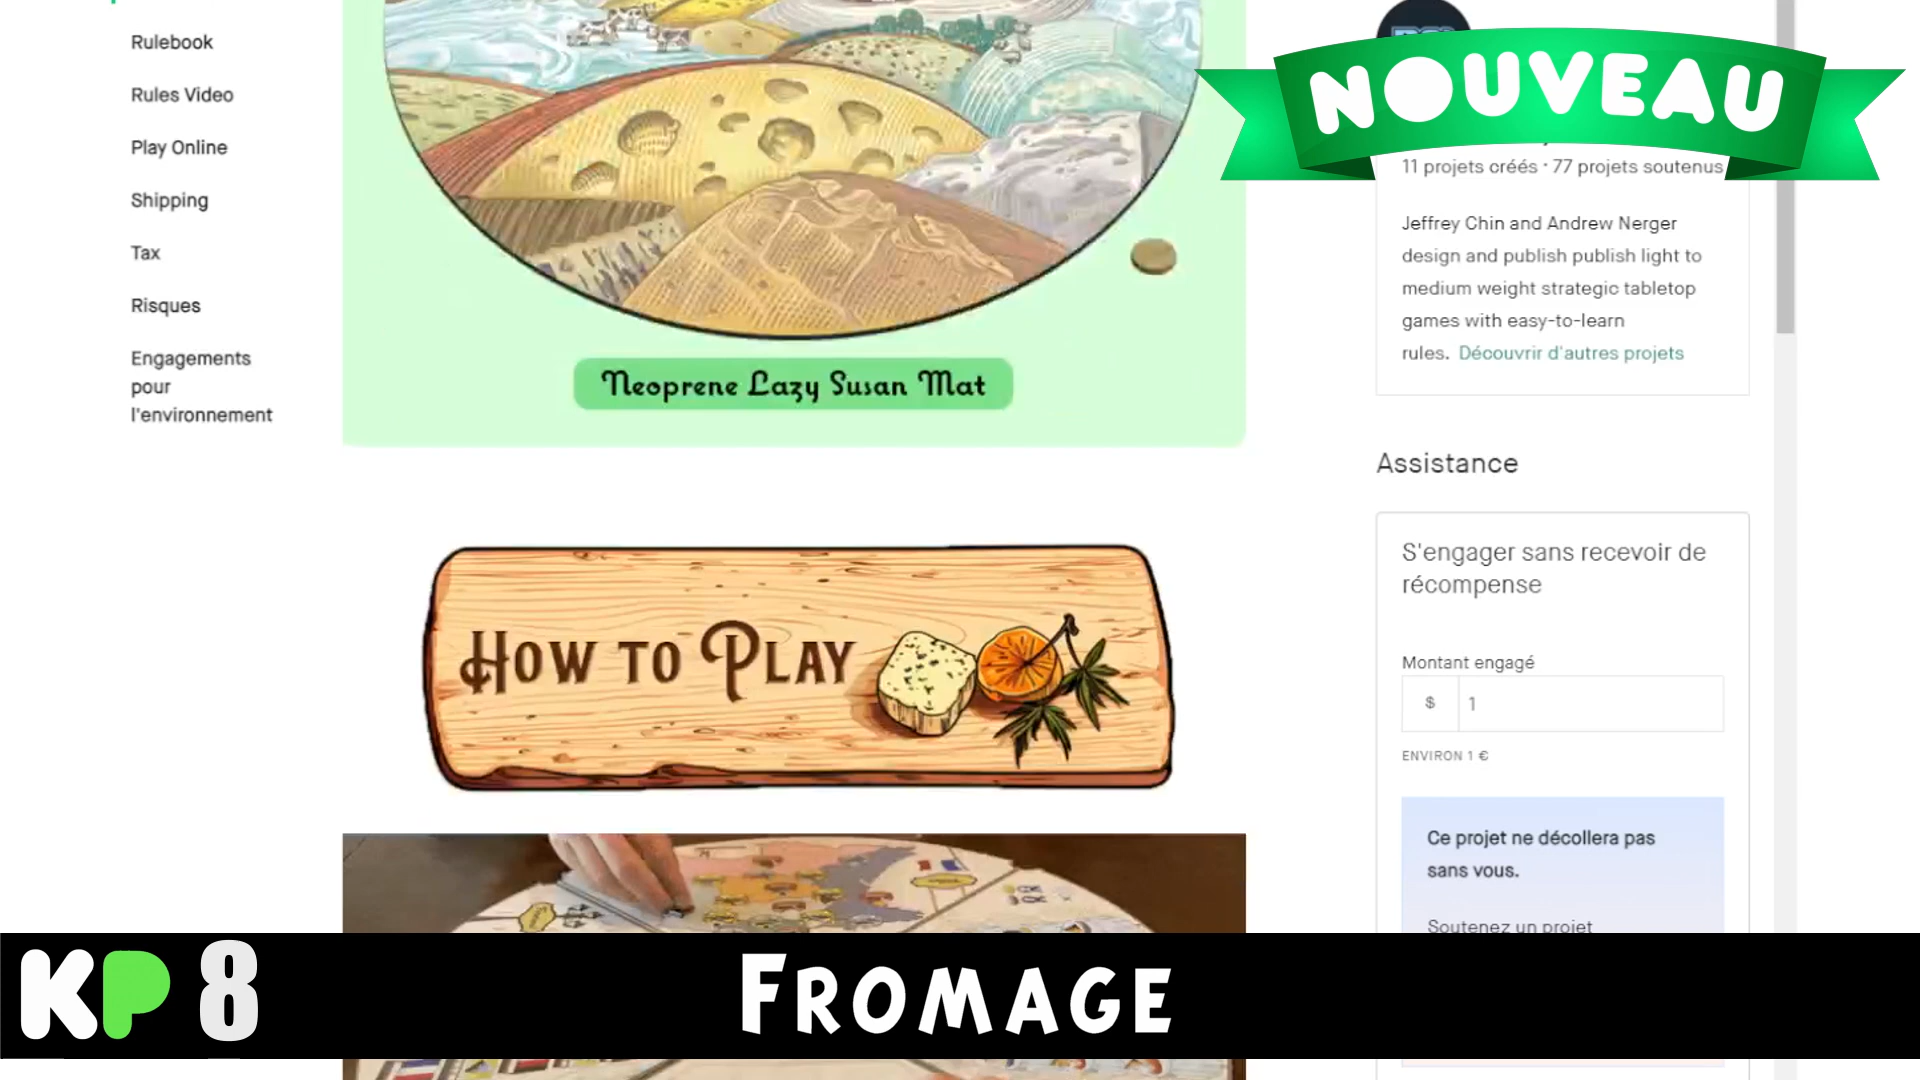 Rulebook
Rules Video
Play Online
Shipping
Tax
Risques
Engagements
pour
l'environnement
Neoprene Lazy Susan Mat
How to Play
NOUVEAU
11 projets créés · 77 projets soutenus
Jeffrey Chin and Andrew Nerger
design and publish publish light to
medium weight strategic tabletop
games with easy-to-learn
rules. Découvrir d'autres projets
Assistance
S'engager sans recevoir de
récompense
Montant engagé
$ 1
ENVIRON 1 €
Ce projet ne décollera pas
sans vous.
Soutenez un projet
KP 8
FROMAGE